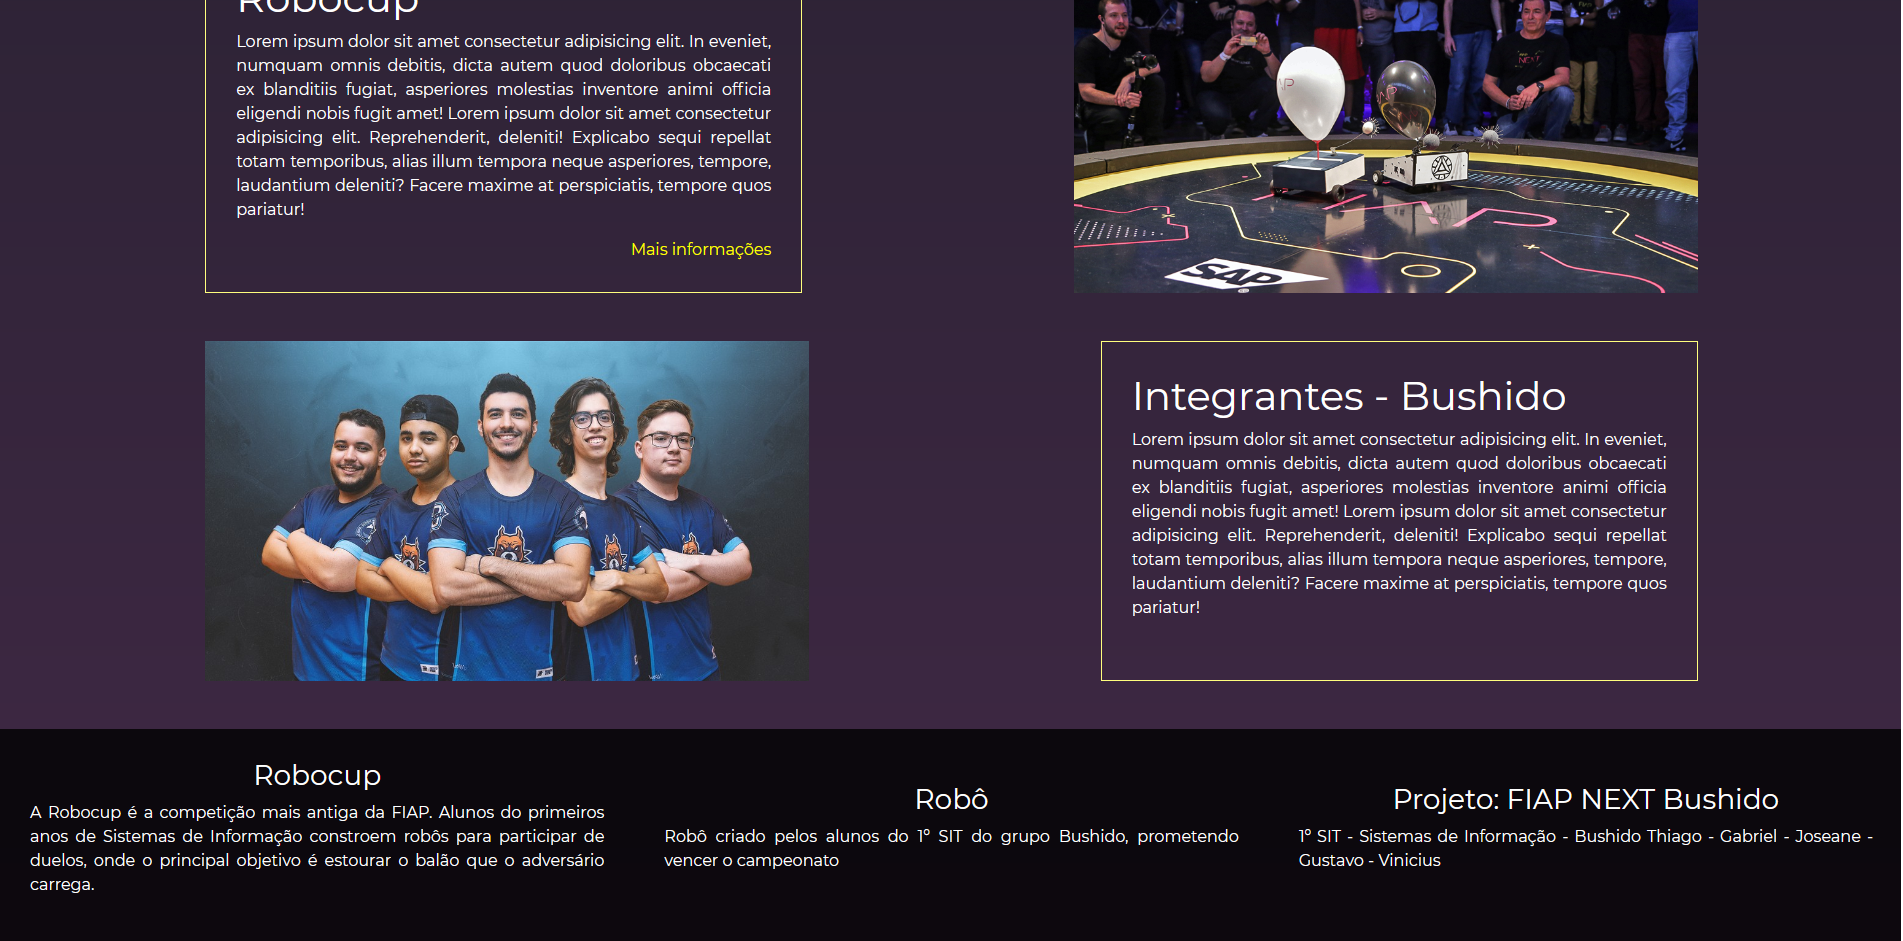 Robocup
Lorem ipsum dolor sit amet consectetur adipisicing elit. In eveniet,
numquam omnis debitis, dicta autem quod doloribus obcaecati
ex blanditiis fugiat, asperiores molestias inventore animi officia
eligendi nobis fugit amet! Lorem ipsum dolor sit amet consectetur
adipisicing elit. Reprehenderit, deleniti! Explicabo sequi repellat
totam temporibus, alias illum tempora neque asperiores, tempore,
laudantium deleniti? Facere maxime at perspiciatis, tempore quos
pariatur!
Mais informações
NEXT
SAP
Integrantes - Bushido
Lorem ipsum dolor sit amet consectetur adipisicing elit. In eveniet,
numquam omnis debitis, dicta autem quod doloribus obcaecati
ex blanditiis fugiat, asperiores molestias inventore animi officia
eligendi nobis fugit amet! Lorem ipsum dolor sit amet consectetur
adipisicing elit. Reprehenderit, deleniti! Explicabo sequi repellat
totam temporibus, alias illum tempora neque asperiores, tempore,
laudantium deleniti? Facere maxime at perspiciatis, tempore quos
pariatur!
Robocup
A Robocup é a competição mais antiga da FIAP. Alunos do primeiros
anos de Sistemas de Informação constroem robôs para participar de
duelos, onde o principal objetivo é estourar o balão que o adversário
carrega.
Robô
Robô criado pelos alunos do 1º SIT do grupo Bushido, prometendo
vencer o campeonato
Projeto: FIAP NEXT Bushido
1º SIT - Sistemas de Informação - Bushido Thiago - Gabriel - Joseane -
Gustavo - Vinicius